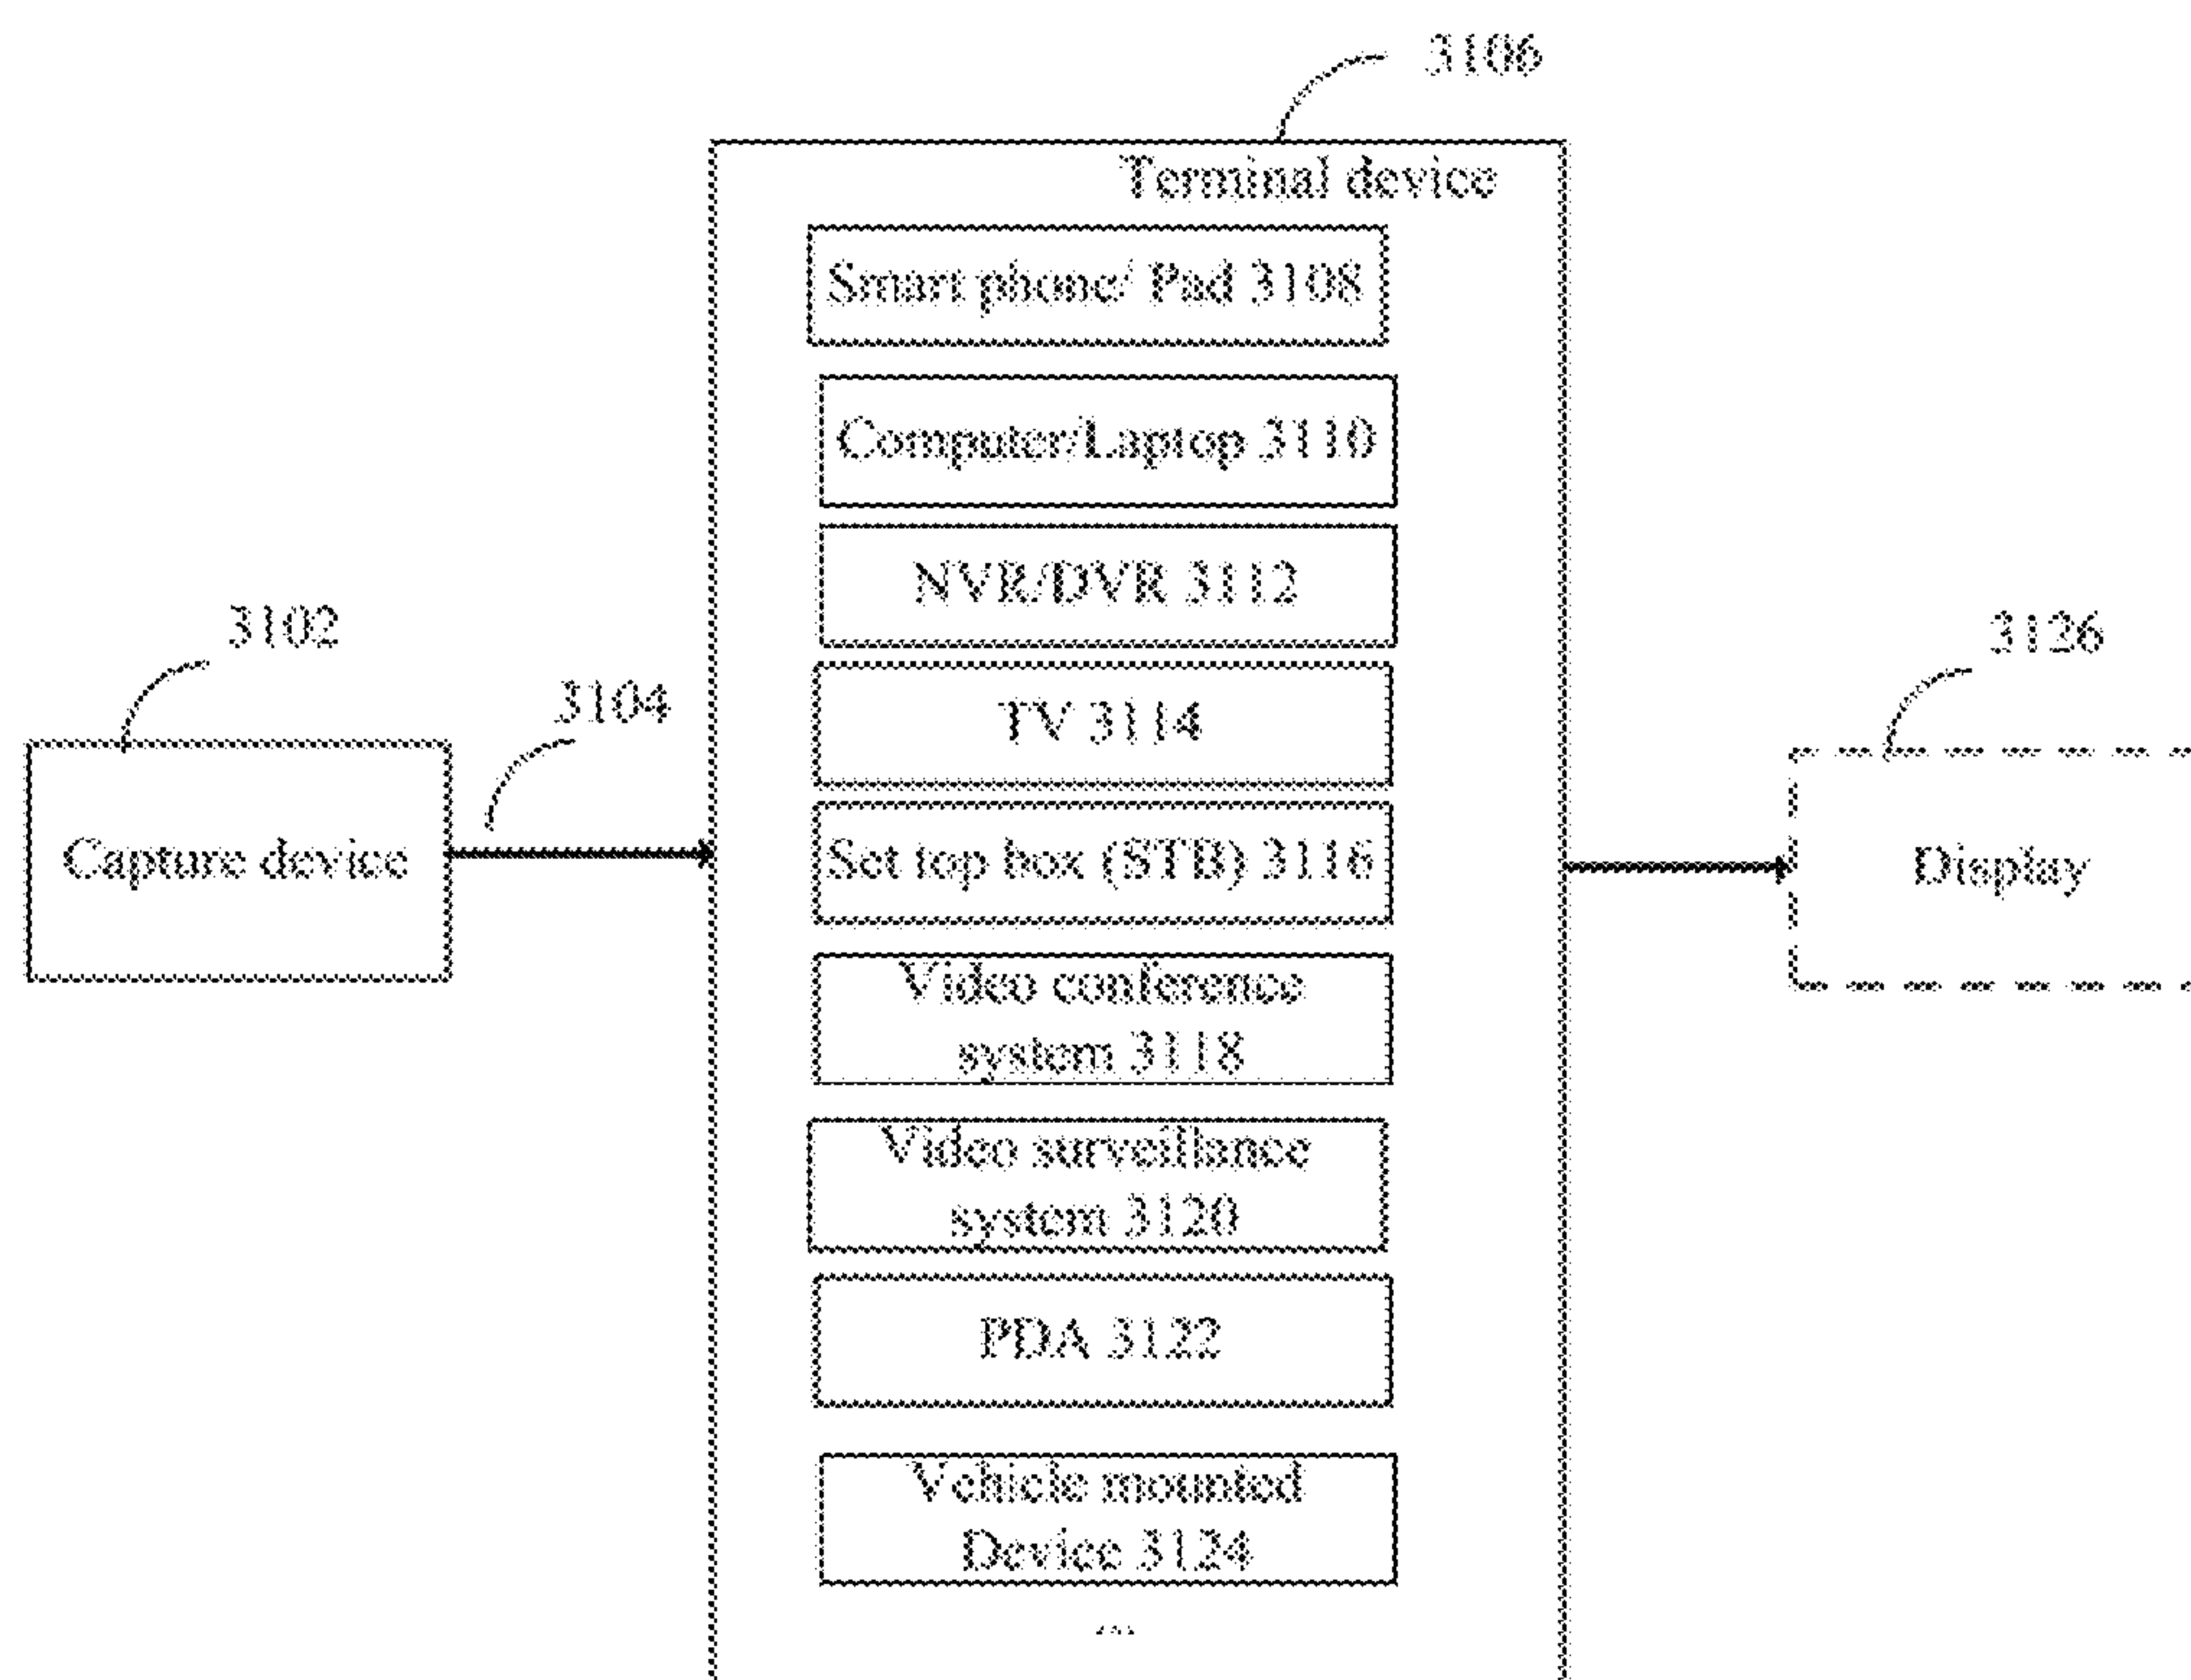 3106
Terminal device
Smart phone/ Pad 3108
Computer/Laptop 3110
NVR/DVR 3112
3102
3126
3104
TV 3114
Capture device
Set top box (STB) 3116
Display
Video conference
system 3118
Video surveillance
system 3120
PDA 3122
Vehicle mounted
Device 3124
...